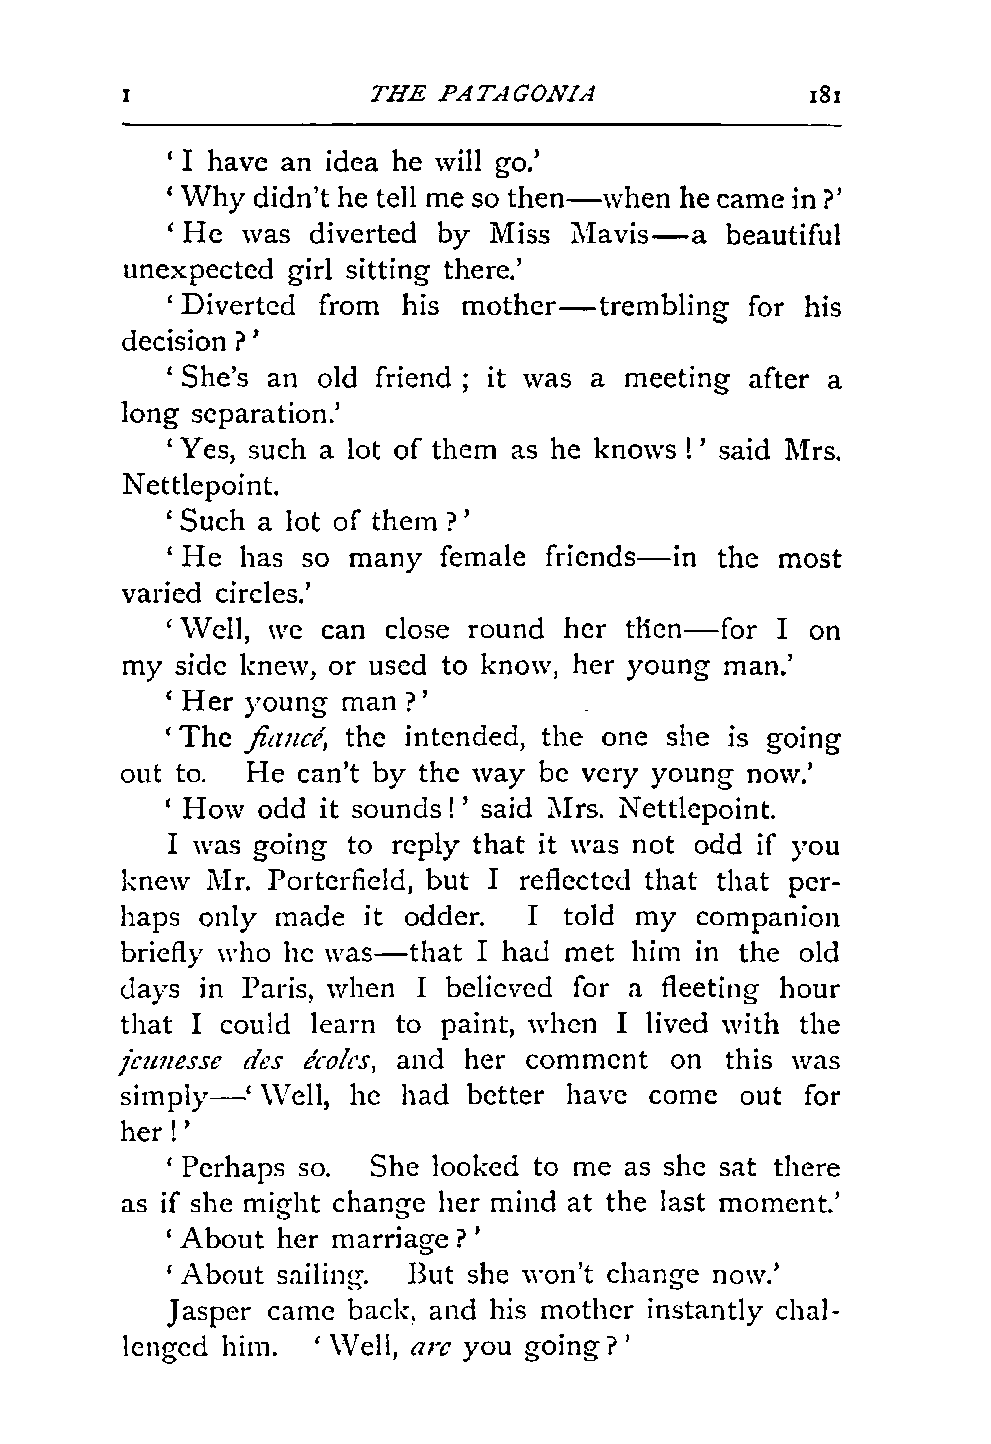 I THE PATAGONIA 181
‘ I have an idea he will go.’
‘ Why didn’t he tell me so then—when he came in ?’
‘ He was diverted by Miss Mavis—a beautiful
unexpected girl sitting there.’
‘ Diverted from his mother—trembling for his
decision ? ’
‘ She’s an old friend ; it was a meeting after a
long separation.’
‘ Yes, such a lot of them as he knows ! ’ said Mrs.
Nettlepoint.
‘ Such a lot of them ? ’
‘ He has so many female friends—in the most
varied circles.’
‘ Well, we can close round her then—for I on
my side knew, or used to know, her young man.’
‘ Her young man ? ’
‘ The fiancé, the intended, the one she is going
out to. He can’t by the way be very young now.’
‘ How odd it sounds ! ’ said Mrs. Nettlepoint.
I was going to reply that it was not odd if you
knew Mr. Porterfield, but I reflected that that per-
haps only made it odder. I told my companion
briefly who he was—that I had met him in the old
days in Paris, when I believed for a fleeting hour
that I could learn to paint, when I lived with the
jeunesse des écoles, and her comment on this was
simply—‘ Well, he had better have come out for
her ! ’
‘ Perhaps so. She looked to me as she sat there
as if she might change her mind at the last moment.’
‘ About her marriage ? ’
‘ About sailing. But she won’t change now.’
Jasper came back, and his mother instantly chal-
lenged him. ‘ Well, are you going ? ’